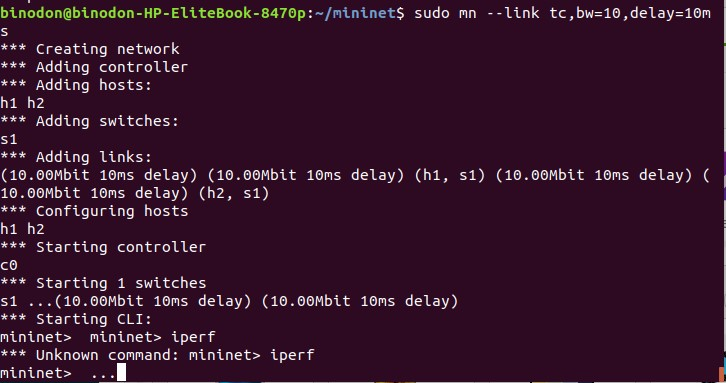 binodon@binodon-HP-EliteBook-8470p:~/mininet$ sudo mn --link tc,bw=10,delay=10m
s
*** Creating network
*** Adding controller
*** Adding hosts:
h1 h2
*** Adding switches:
s1
*** Adding links:
(10.00Mbit 10ms delay) (10.00Mbit 10ms delay) (h1, s1) (10.00Mbit 10ms delay) (
10.00Mbit 10ms delay) (h2, s1)
*** Configuring hosts
h1 h2
*** Starting controller
c0
*** Starting 1 switches
s1 ...(10.00Mbit 10ms delay) (10.00Mbit 10ms delay)
*** Starting CLI:
mininet>  mininet> iperf
*** Unknown command: mininet> iperf
mininet>  ...